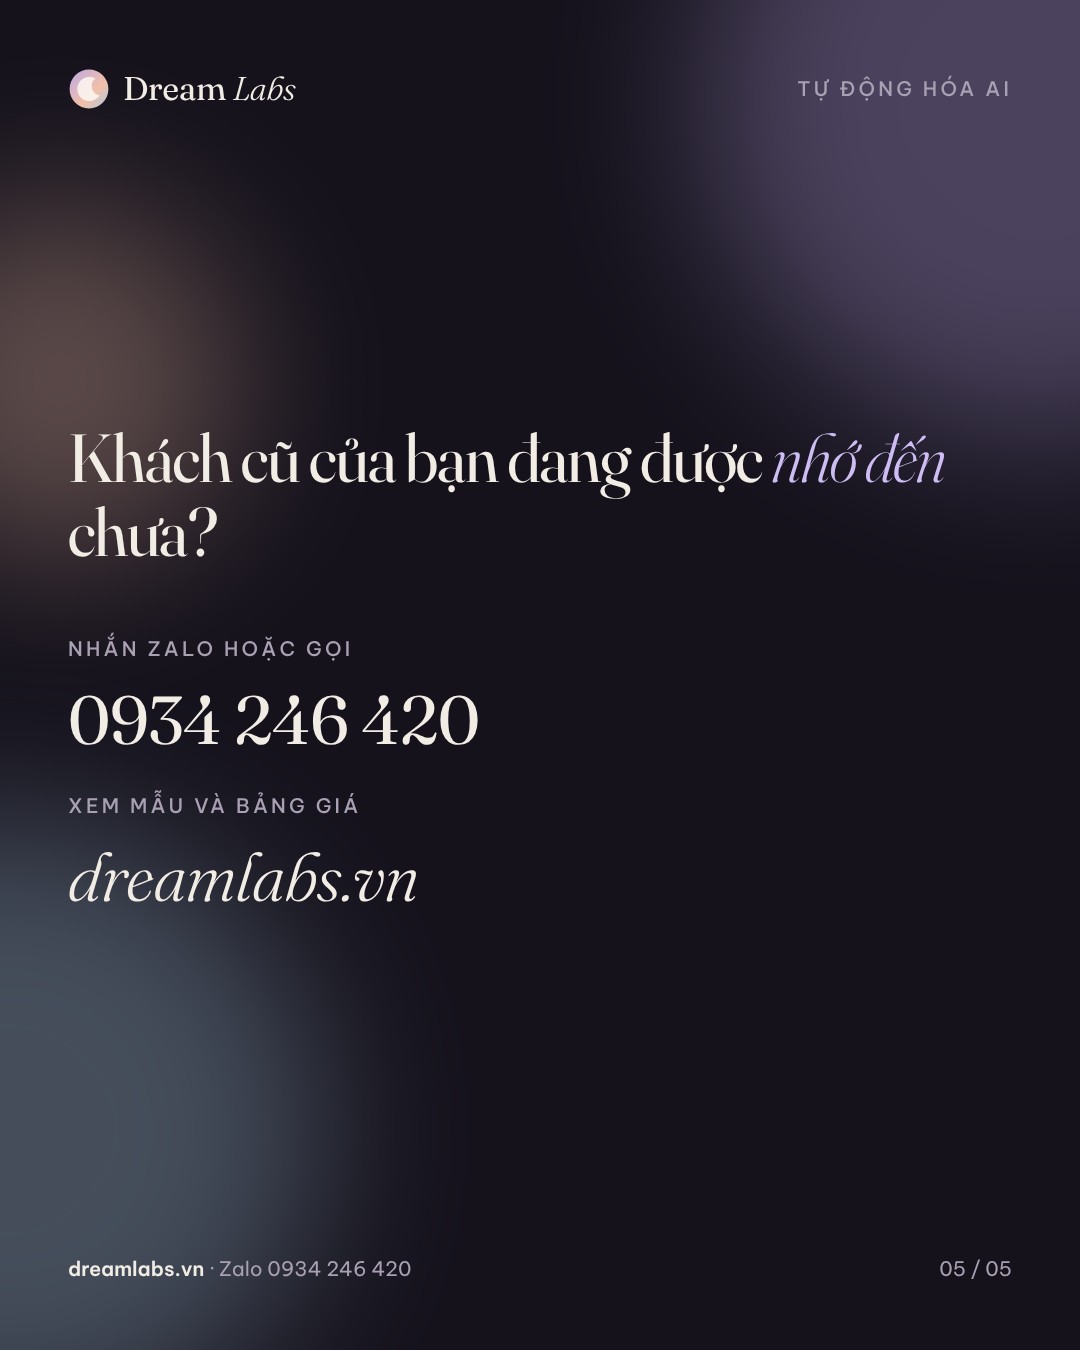 Dream Labs
TỰ ĐỘNG HÓA AI
Khách cũ của bạn đang được nhớ đến
chưa?
NHẮN ZALO HOẶC GỌI
0934 246 420
XEM MẪU VÀ BẢNG GIÁ
dreamlabs.vn
dreamlabs.vn · Zalo 0934 246 420
05 / 05